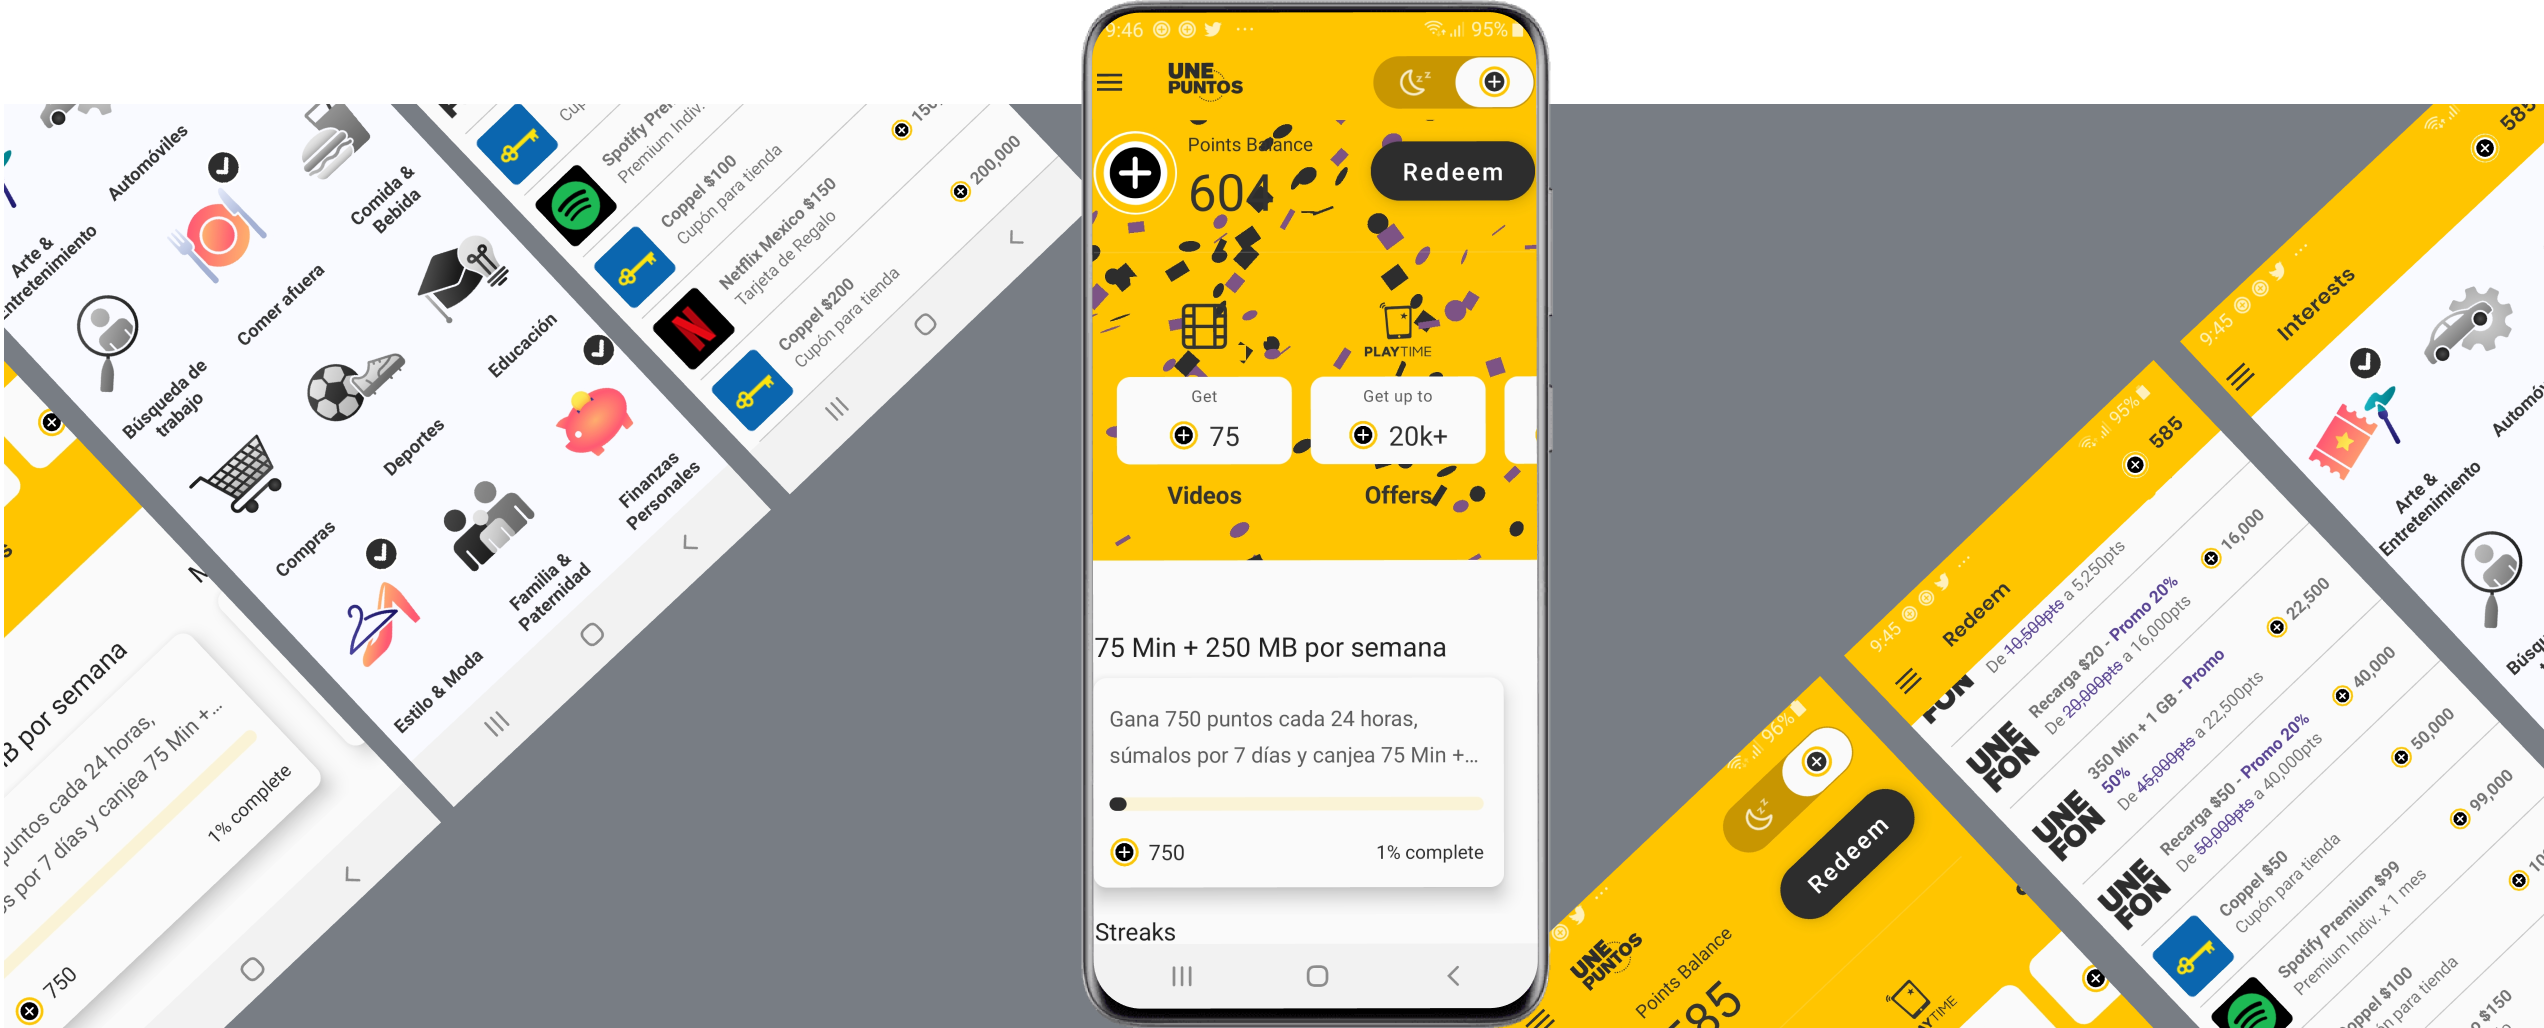 Automóviles
Comida &
Bebida
Arte &
Entretenimiento
Comer afuera
Educación
Búsqueda de
trabajo
Deportes
Finanzas
Personales
Compras
Familia &
Paternidad
Estilo & Moda
Spotify
Premium Indiv.
Coppel $100
Cupón para tienda
Netflix Mexico $150
Tarjeta de Regalo
200,000
Coppel $200
Cupón para tienda
por semana
puntos cada 24 horas,
por 7 días y canjea 75 Min +...
1% complete
750
9:46
95%
UNE
PUNTOS
Points Balance
604
Redeem
PLAYTIME
Get
75
Get up to
20k+
Videos
Offers
75 Min + 250 MB por semana
Gana 750 puntos cada 24 horas,
súmalos por 7 días y canjea 75 Min +...
750
1% complete
Streaks
96%
Redeem
UNE
PUNTOS
Points Balance
585
9:45
95%
Redeem
585
De 10,500pts a 5,250pts
UNE
FON
Recarga $20 - Promo 20%
De 20,000pts a 16,000pts
16,000
UNE
FON
350 Min + 1 GB - Promo
50%
De 45,000pts a 22,500pts
22,500
UNE
FON
Recarga $50 - Promo 20%
De 50,000pts a 40,000pts
40,000
Coppel $50
Cupón para tienda
50,000
Spotify Premium $99
Premium Indiv. x 1 mes
99,000
Coppel $100
para tienda
$150
9:45
Interests
585
Arte &
Entretenimiento